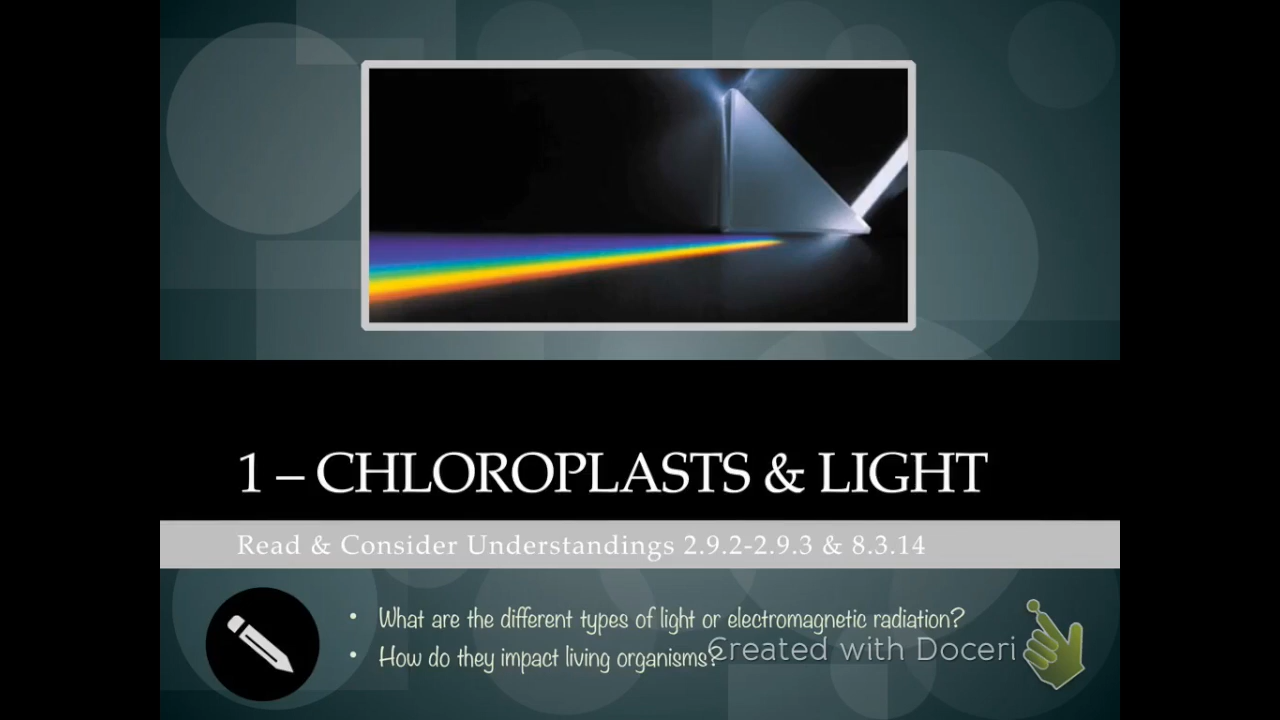 1 – CHLOROPLASTS & LIGHT
Read & Consider Understandings 2.9.2-2.9.3 & 8.3.14
• What are the different types of light or electromagnetic radiation?
• How do they impact living organisms?
Created with Doceri